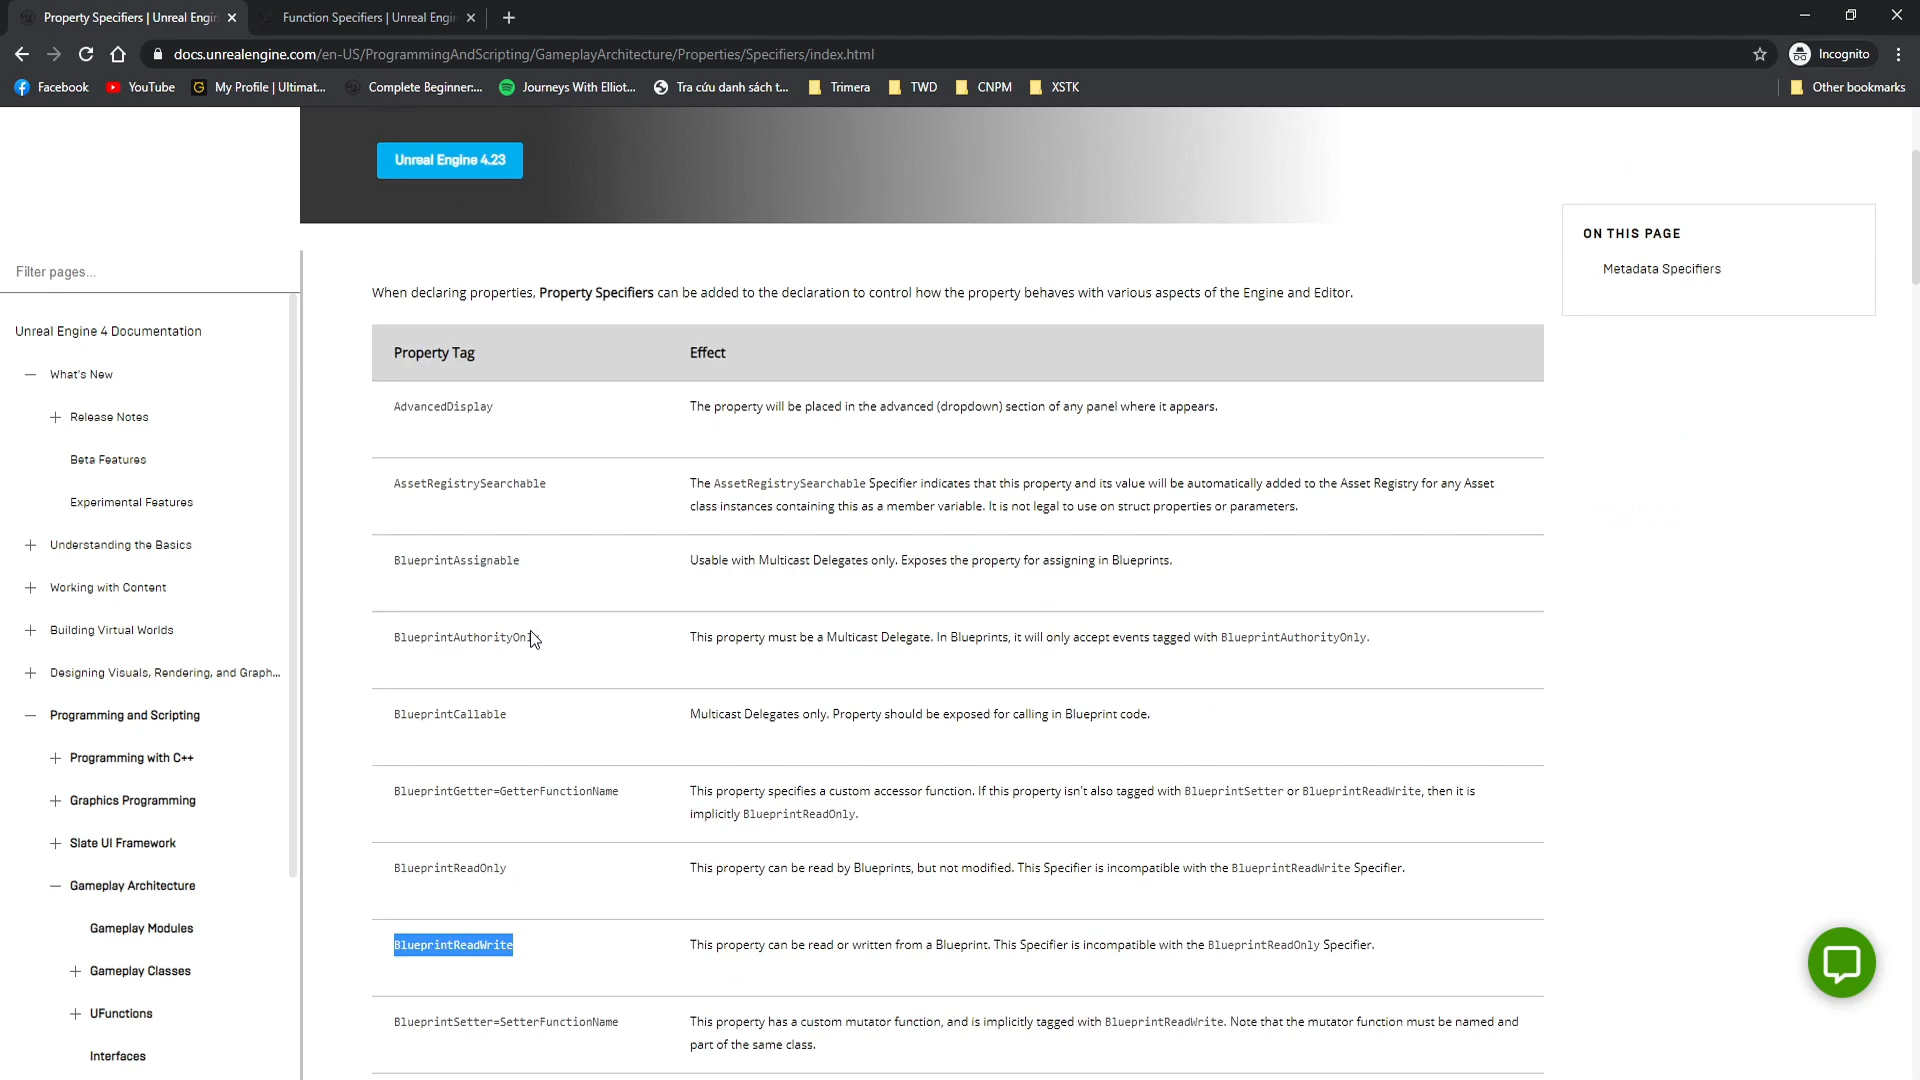 Property Specifiers | Unreal Engin
Function Specifiers | Unreal Engin
docs.unrealengine.com/en-US/ProgrammingAndScripting/GameplayArchitecture/Properties/Specifiers/index.html
Incognito
Facebook
YouTube
My Profile | Ultimat...
Complete Beginner:...
Journeys With Elliot...
Tra cứu danh sách t...
Trimera
TWD
CNPM
XSTK
Other bookmarks
Unreal Engine 4.23
Filter pages...
Unreal Engine 4 Documentation
What's New
Release Notes
Beta Features
Experimental Features
Understanding the Basics
Working with Content
Building Virtual Worlds
Designing Visuals, Rendering, and Graph...
Programming and Scripting
Programming with C++
Graphics Programming
Slate UI Framework
Gameplay Architecture
Gameplay Modules
Gameplay Classes
UFunctions
Interfaces
When declaring properties, Property Specifiers can be added to the declaration to control how the property behaves with various aspects of the Engine and Editor.
Property Tag Effect
AdvancedDisplay The property will be placed in the advanced (dropdown) section of any panel where it appears.
AssetRegistrySearchable The AssetRegistrySearchable Specifier indicates that this property and its value will be automatically added to the Asset Registry for any Asset
class instances containing this as a member variable. It is not legal to use on struct properties or parameters.
BlueprintAssignable Usable with Multicast Delegates only. Exposes the property for assigning in Blueprints.
BlueprintAuthorityOnly This property must be a Multicast Delegate. In Blueprints, it will only accept events tagged with BlueprintAuthorityOnly.
BlueprintCallable Multicast Delegates only. Property should be exposed for calling in Blueprint code.
BlueprintGetter=GetterFunctionName This property specifies a custom accessor function. If this property isn't also tagged with BlueprintSetter or BlueprintReadWrite, then it is
implicitly BlueprintReadOnly.
BlueprintReadOnly This property can be read by Blueprints, but not modified. This Specifier is incompatible with the BlueprintReadWrite Specifier.
BlueprintReadWrite This property can be read or written from a Blueprint. This Specifier is incompatible with the BlueprintReadOnly Specifier.
BlueprintSetter=SetterFunctionName This property has a custom mutator function, and is implicitly tagged with BlueprintReadWrite. Note that the mutator function must be named and
part of the same class.
ON THIS PAGE
Metadata Specifiers